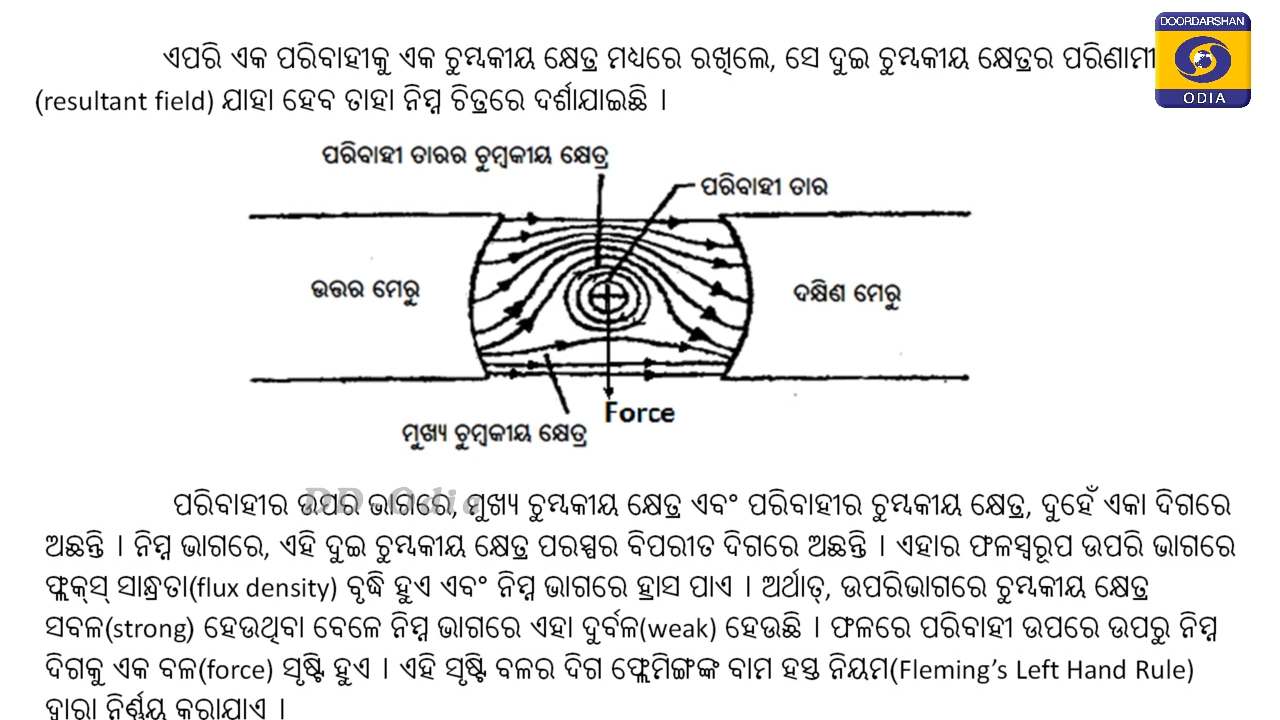 ଏପରି ଏକ ପରିବାହୀକୁ ଏକ ଚୁମ୍ବକୀୟ କ୍ଷେତ୍ର ମଧ୍ୟରେ ରଖିଲେ, ସେ ଦୁଇ ଚୁମ୍ବକୀୟ କ୍ଷେତ୍ରର ପରିଣାମୀ
(resultant field) ଯାହା ହେବ ତାହା ନିମ୍ନ ଚିତ୍ରରେ ଦର୍ଶାଯାଇଛି ।
DOORDARSHAN
ODIA
ପରିବାହୀ ତାରର ଚୁମ୍ବକୀୟ କ୍ଷେତ୍ର
ପରିବାହୀ ତାର
ଉତ୍ତର ମେରୁ
ଦକ୍ଷିଣ ମେରୁ
Force
ମୁଖ୍ୟ ଚୁମ୍ବକୀୟ କ୍ଷେତ୍ର
DD Odia
ପରିବାହୀର ଉପର ଭାଗରେ, ମୁଖ୍ୟ ଚୁମ୍ବକୀୟ କ୍ଷେତ୍ର ଏବଂ ପରିବାହୀର ଚୁମ୍ବକୀୟ କ୍ଷେତ୍ର, ଦୁହେଁ ଏକା ଦିଗରେ
ଅଛନ୍ତି । ନିମ୍ନ ଭାଗରେ, ଏହି ଦୁଇ ଚୁମ୍ବକୀୟ କ୍ଷେତ୍ର ପରସ୍ପର ବିପରୀତ ଦିଗରେ ଅଛନ୍ତି । ଏହାର ଫଳସ୍ୱରୂପ ଉପରି ଭାଗରେ
ଫ୍ଲକ୍‌ସ୍ ସାନ୍ଧ୍ରତା(flux density) ବୃଦ୍ଧି ହୁଏ ଏବଂ ନିମ୍ନ ଭାଗରେ ହ୍ରାସ ପାଏ । ଅର୍ଥାତ୍, ଉପରିଭାଗରେ ଚୁମ୍ବକୀୟ କ୍ଷେତ୍ର
ସବଳ(strong) ହେଉଥିବା ବେଳେ ନିମ୍ନ ଭାଗରେ ଏହା ଦୁର୍ବଳ(weak) ହେଉଛି । ଫଳରେ ପରିବାହୀ ଉପରେ ଉପରୁ ନିମ୍ନ
ଦିଗକୁ ଏକ ବଳ(force) ସୃଷ୍ଟି ହୁଏ । ଏହି ସୃଷ୍ଟି ବଳର ଦିଗ ଫ୍ଲେମିଙ୍ଗଙ୍କ ବାମ ହସ୍ତ ନିୟମ(Fleming’s Left Hand Rule)
ଦ୍ୱାରା ନିର୍ଣ୍ଣୟ କରାଯାଏ ।